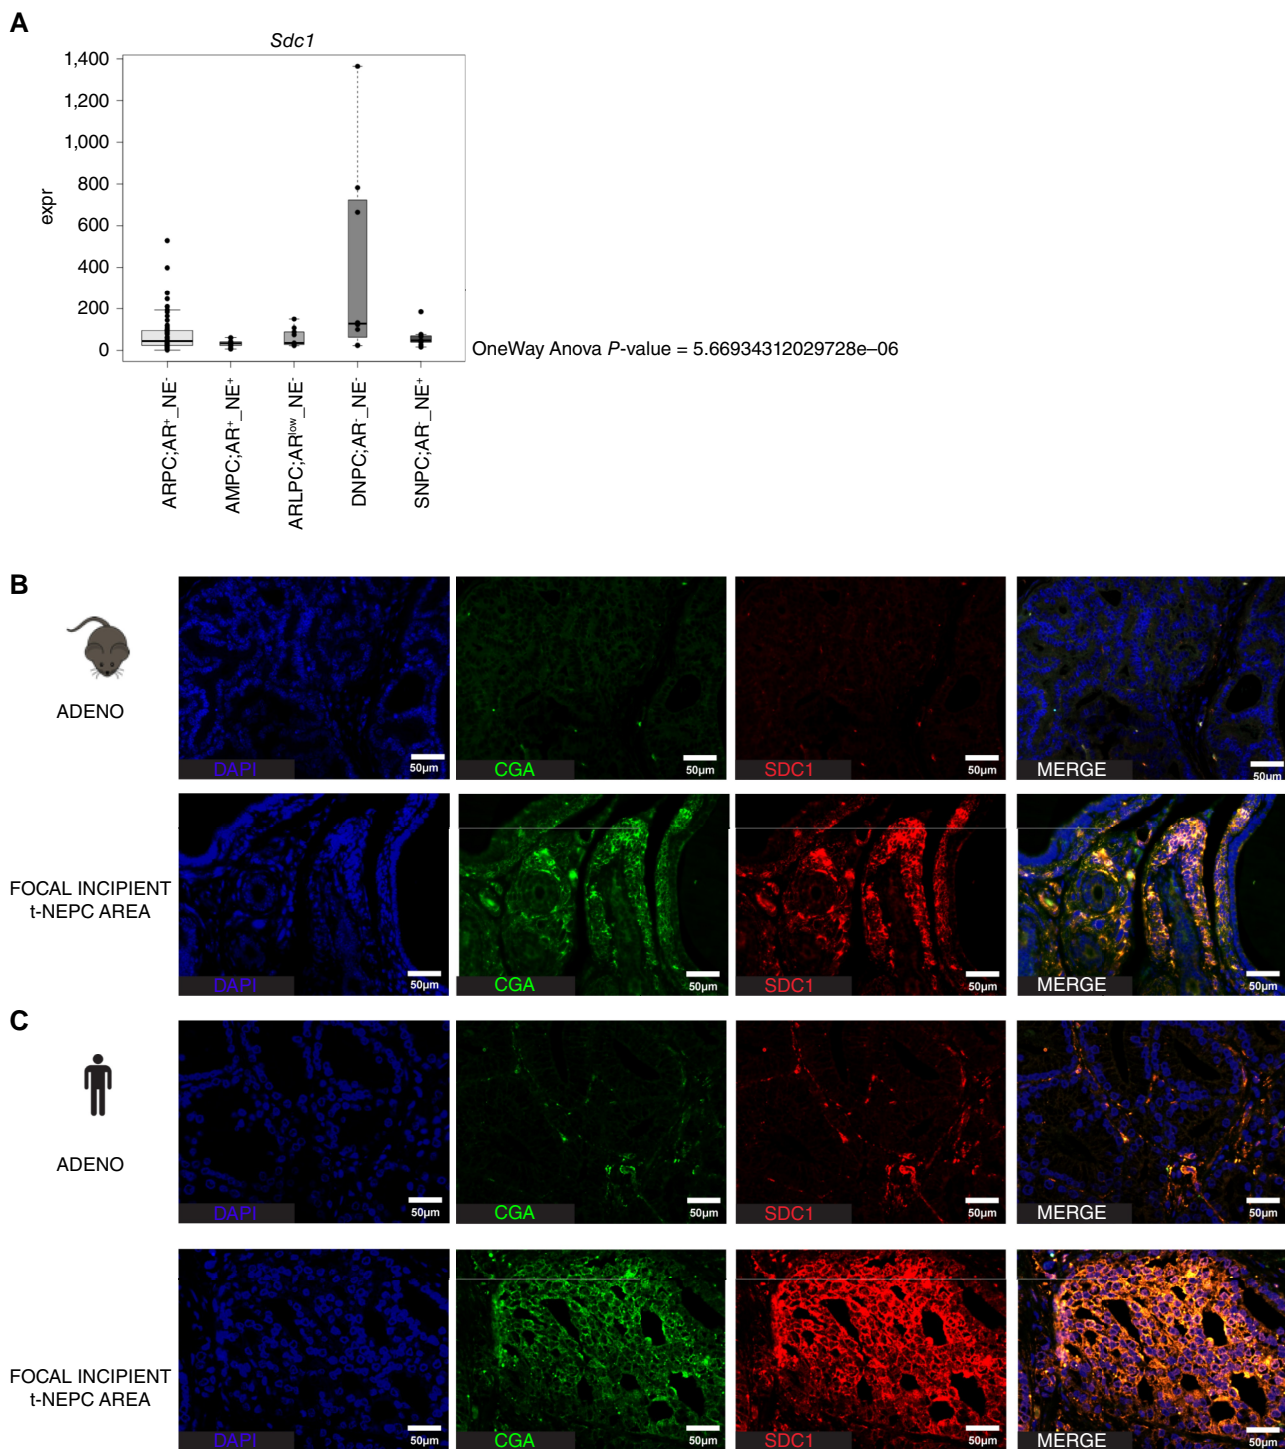 A
Sdc1
1,400
1,200
1,000
800
600
400
200
0
expr
ARPC;AR⁺_NE⁻
AMPC;AR⁺_NE⁺
ARLPC;ARˡᵒʷ_NE⁻
DNPC;AR⁻_NE⁻
SNPC;AR⁻_NE⁺
OneWay Anova P-value = 5.66934312029728e–06
B
ADENO
DAPI
50µm
CGA
50µm
SDC1
50µm
MERGE
50µm
FOCAL INCIPIENT
t-NEPC AREA
DAPI
50µm
CGA
50µm
SDC1
50µm
MERGE
50µm
C
ADENO
DAPI
50µm
CGA
50µm
SDC1
50µm
MERGE
50µm
FOCAL INCIPIENT
t-NEPC AREA
DAPI
50µm
CGA
50µm
SDC1
50µm
MERGE
50µm